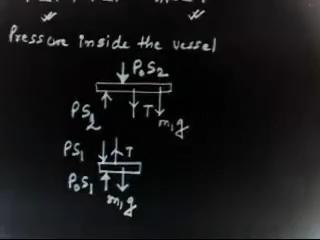 Pressure inside the vessel
P₀S₂
PS₂ T m₁g
PS₁ T
P₀S₁
m₁g